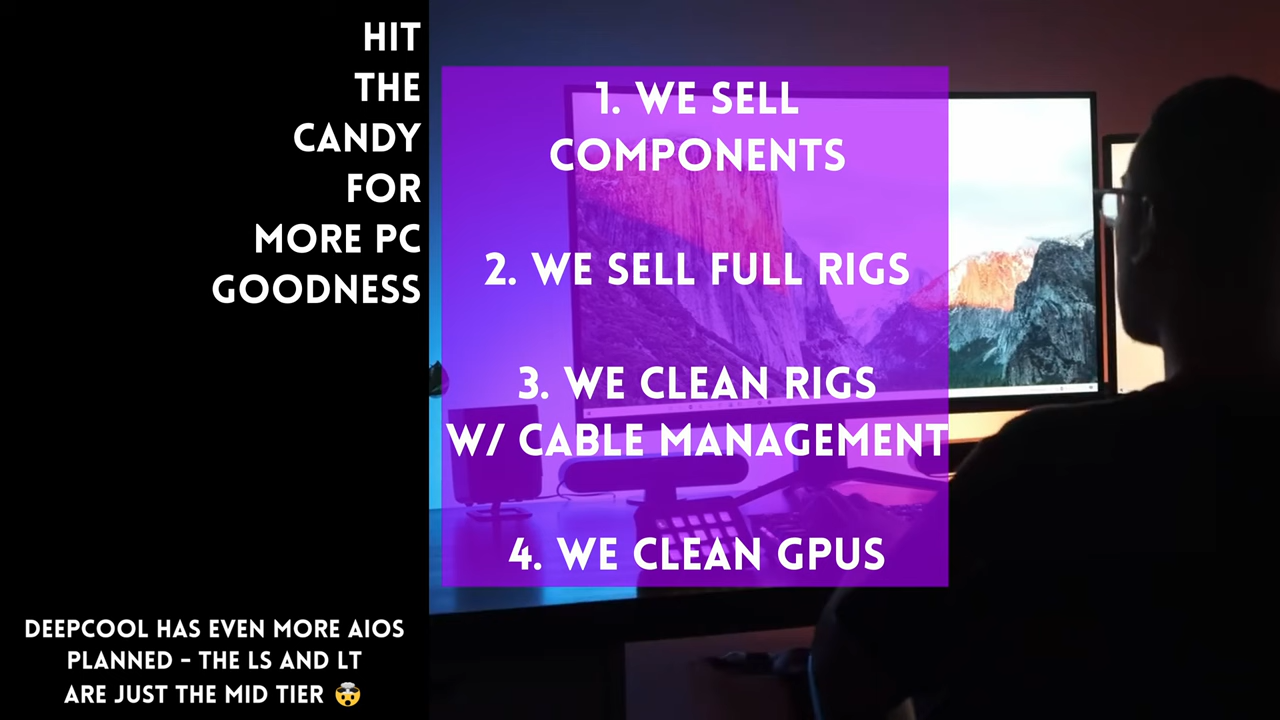 HIT
THE
CANDY
FOR
MORE PC
GOODNESS
1. WE SELL
COMPONENTS
2. WE SELL FULL RIGS
3. WE CLEAN RIGS
W/ CABLE MANAGEMENT
4. WE CLEAN GPUS
DEEPCOOL HAS EVEN MORE AIOS
PLANNED - THE LS AND LT
ARE JUST THE MID TIER 🤯